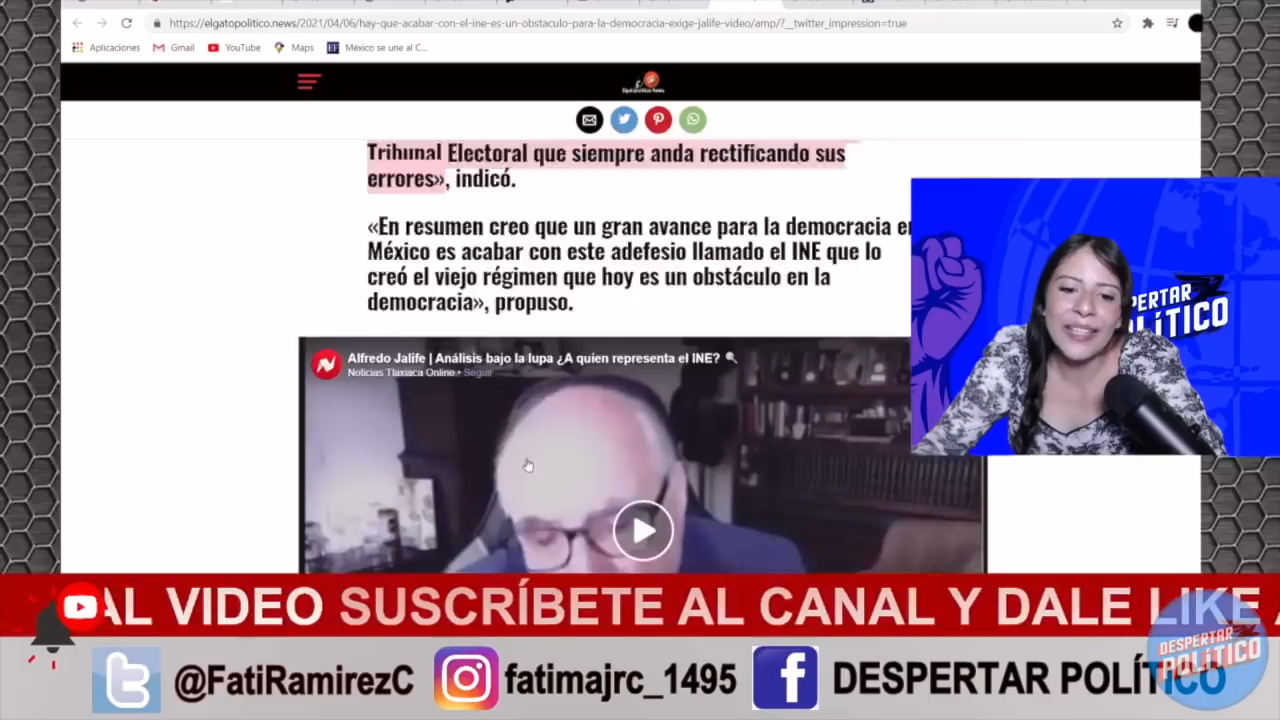 https://elgatopolitico.news/2021/04/06/hay-que-acabar-con-el-ine-es-un-obstaculo-para-la-democracia-exige-jalife-video/amp/?__twitter_impression=true
Aplicaciones Gmail YouTube Maps México se une al C...
Tribunal Electoral que siempre anda rectificando sus
errores», indicó.
«En resumen creo que un gran avance para la democracia en
México es acabar con este adefesio llamado el INE que lo
creó el viejo régimen que hoy es un obstáculo en la
democracia», propuso.
PERTAR
LÍTICO
Alfredo Jalife | Análisis bajo la lupa ¿A quien representa el INE?
Noticias Tlaxiaca Online • Seguir
AL VIDEO SUSCRÍBETE AL CANAL Y DALE LIKE A
@FatiRamirezC fatimajrc_1495 DESPERTAR POLÍTICO
DESPERTAR
POLÍTICO